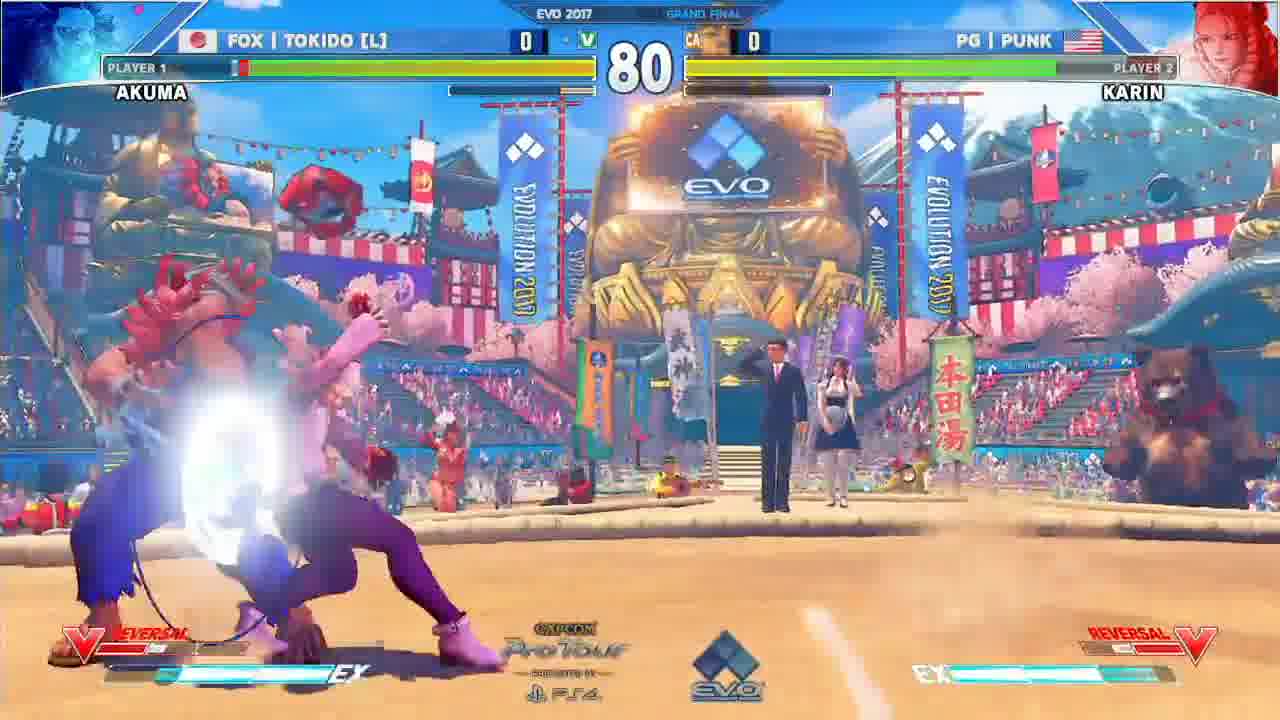 EVO 2017 GRAND FINAL
FOX | TOKIDO [L] 0 V 80 CA 0 PG | PUNK
PLAYER 1 PLAYER 2
AKUMA KARIN
EVO
EVOLUTION 2017
EVOLUTION 2017
本田湯
REVERSAL REVERSAL
EX EX
CAPCOM
PRO TOUR
PS4
EVO